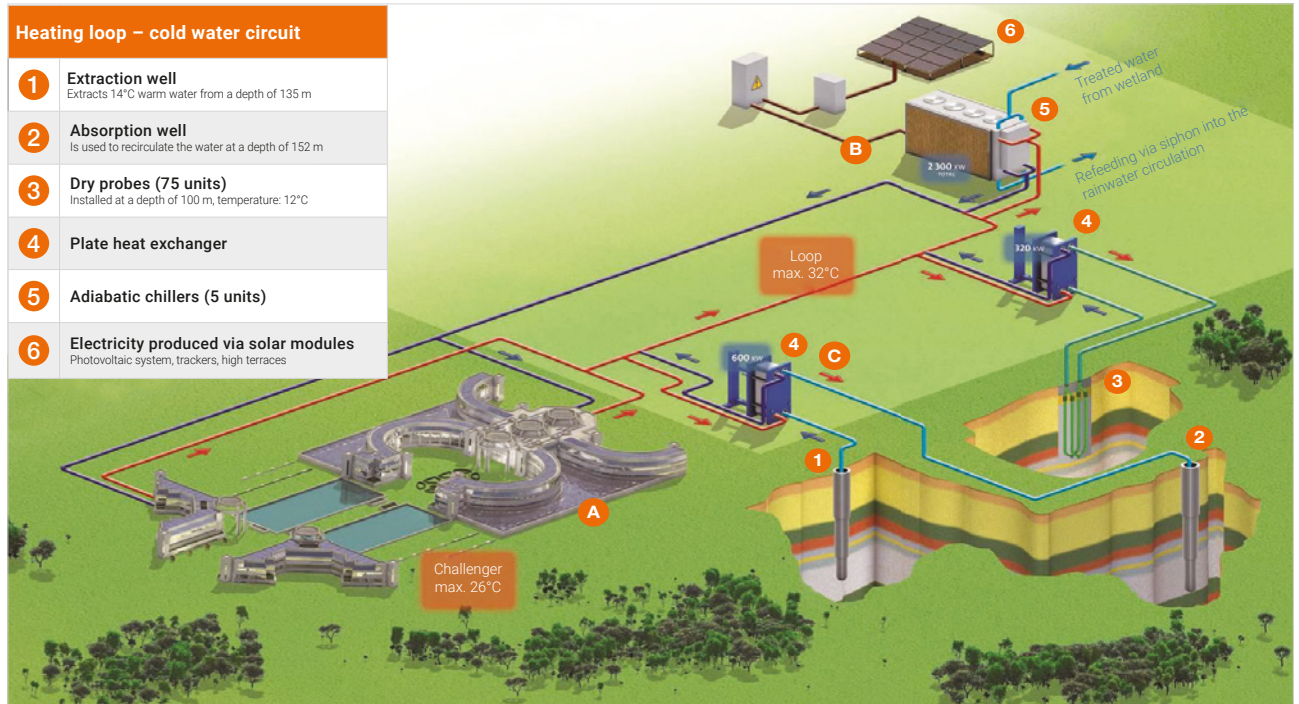 Heating loop – cold water circuit
1
Extraction well
Extracts 14°C warm water from a depth of 135 m
2
Absorption well
Is used to recirculate the water at a depth of 152 m
3
Dry probes (75 units)
Installed at a depth of 100 m, temperature: 12°C
4
Plate heat exchanger
5
Adiabatic chillers (5 units)
6
Electricity produced via solar modules
Photovoltaic system, trackers, high terraces
6
Treated water
from wetland
5
B
2 300 kW
TOTAL
Refeeding via siphon into the
rainwater circulation
4
320 kW
Loop
max. 32°C
4
C
600 kW
3
2
1
A
Challenger
max. 26°C